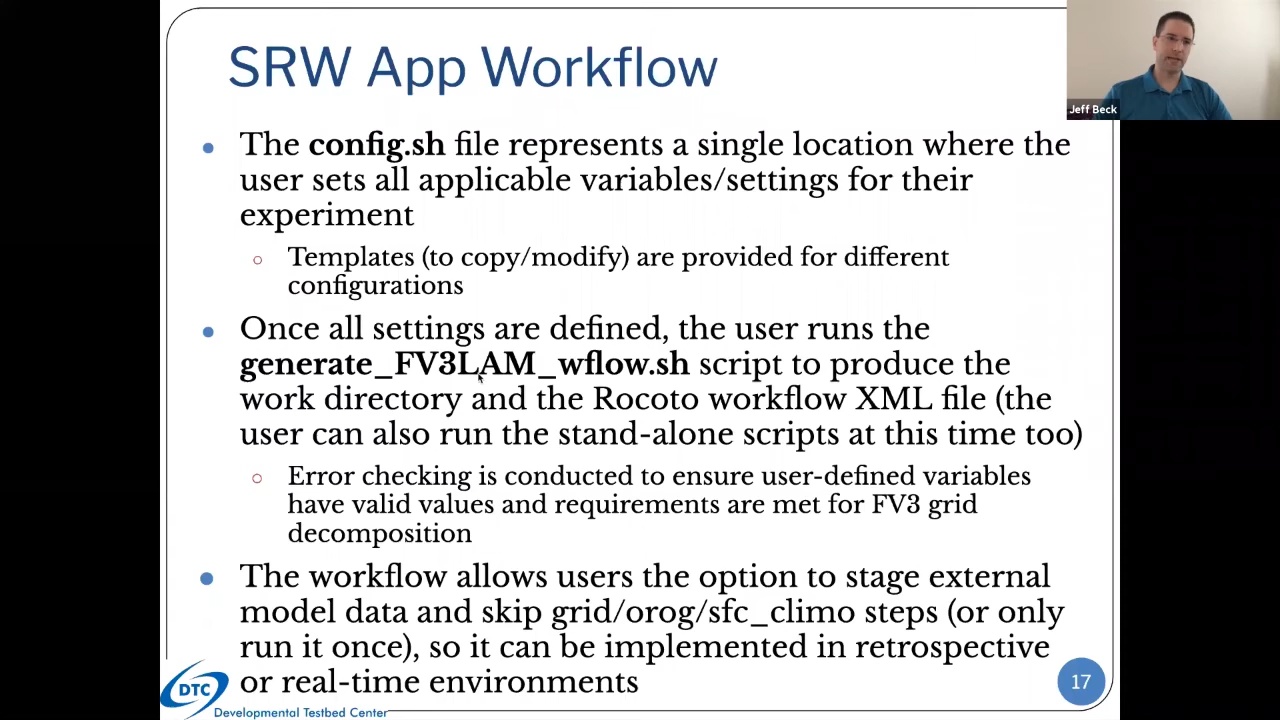 SRW App Workflow
Jeff Beck
• The config.sh file represents a single location where the
user sets all applicable variables/settings for their
experiment
○ Templates (to copy/modify) are provided for different
configurations
• Once all settings are defined, the user runs the
generate_FV3LAM_wflow.sh script to produce the
work directory and the Rocoto workflow XML file (the
user can also run the stand-alone scripts at this time too)
○ Error checking is conducted to ensure user-defined variables
have valid values and requirements are met for FV3 grid
decomposition
• The workflow allows users the option to stage external
model data and skip grid/orog/sfc_climo steps (or only
run it once), so it can be implemented in retrospective
or real-time environments
DTC
Developmental Testbed Center
17